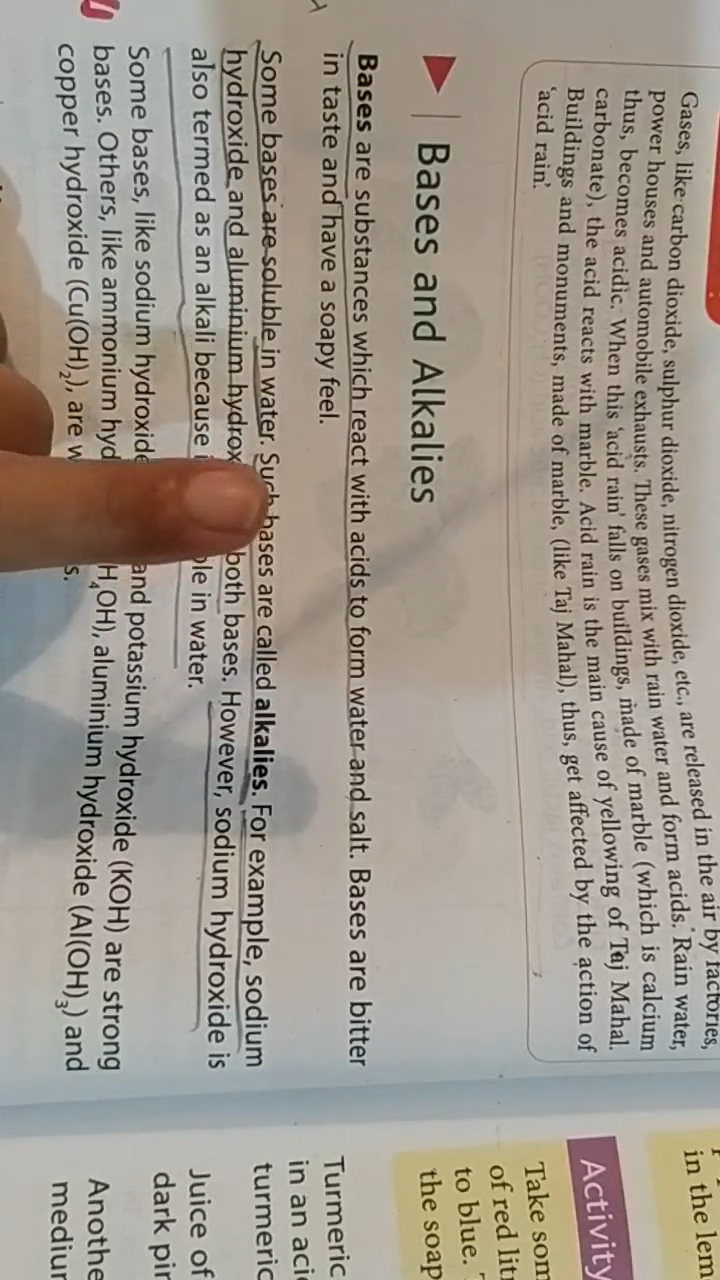 Gases, like carbon dioxide, sulphur dioxide, nitrogen dioxide, etc., are released in the air by factories,
power houses and automobile exhausts. These gases mix with rain water and form acids. Rain water,
thus, becomes acidic. When this 'acid rain' falls on buildings, made of marble (which is calcium
carbonate), the acid reacts with marble. Acid rain is the main cause of yellowing of Taj Mahal.
Buildings and monuments, made of marble, (like Taj Mahal), thus, get affected by the action of
'acid rain'.
Bases and Alkalies
Bases are substances which react with acids to form water and salt. Bases are bitter
in taste and have a soapy feel.
Some bases are soluble in water. Such bases are called alkalies. For example, sodium
hydroxide and aluminium hydrox both bases. However, sodium hydroxide is
also termed as an alkali because in water.
Some bases, like sodium hydroxide and potassium hydroxide (KOH) are strong
bases. Others, like ammonium hyd H₄OH), aluminium hydroxide (Al(OH)₃) and
copper hydroxide (Cu(OH)₂), are
in the lem
Activity
Take som
of red lit
to blue.
the soap
Turmeric
in an aci
turmeric
Juice of
dark pin
Anothe
mediur